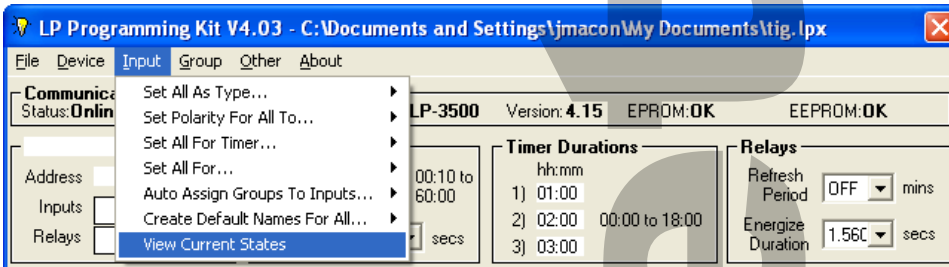 LP Programming Kit V4.03 - C:\Documents and Settings\jmacon\My Documents\tig.lpx
File Device Input Group Other About
Communica
Status:Onlin LP-3500 Version: 4.15 EPROM:OK EEPROM:OK
Set All As Type...
Set Polarity For All To...
Set All For Timer...
Set All For...
Auto Assign Groups To Inputs...
Create Default Names For All...
View Current States
Address
Inputs
Relays
00:10 to
60:00
secs
Timer Durations
hh:mm
1) 01:00
2) 02:00 00:00 to 18:00
3) 03:00
Relays
Refresh
Period OFF mins
Energize
Duration 1.560 secs